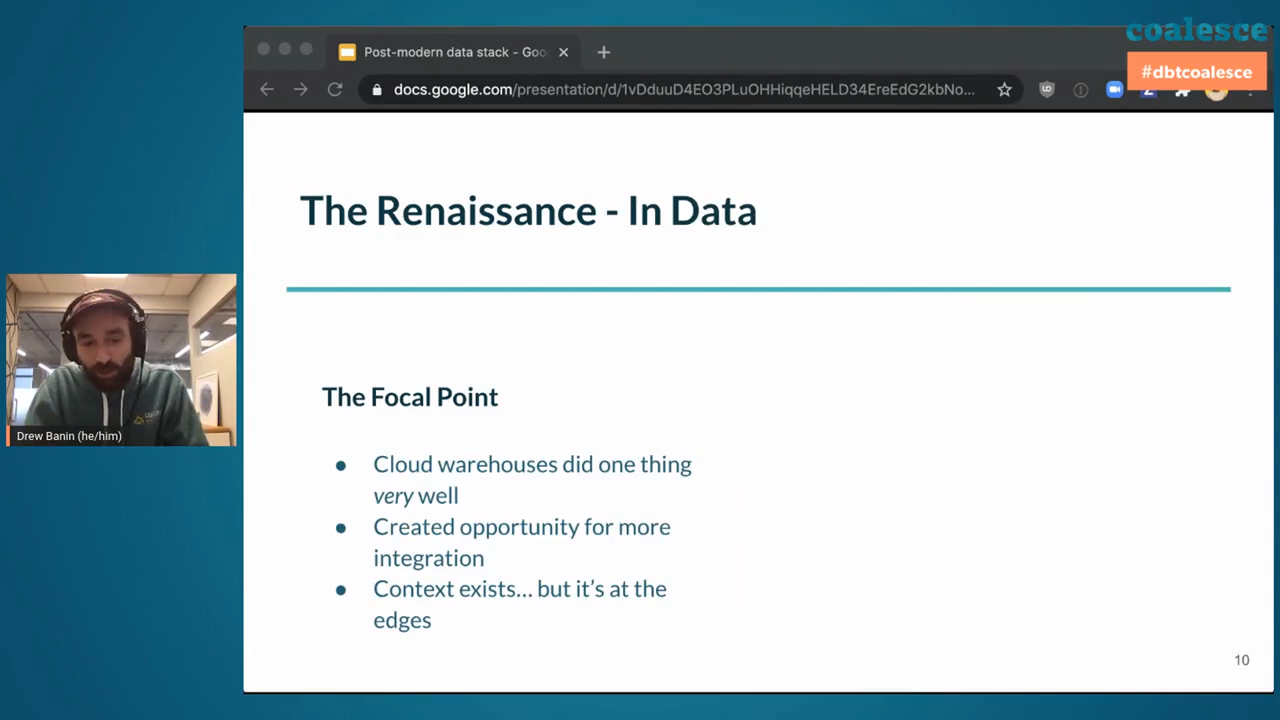 coalesce
#dbtcoalesce
Post-modern data stack - Goo
docs.google.com/presentation/d/1vDduuD4EO3PLuOHHiqqeHELD34EreEdG2kbNo...
The Renaissance - In Data
The Focal Point
● Cloud warehouses did one thing
very well
● Created opportunity for more
integration
● Context exists... but it’s at the
edges
10
Drew Banin (he/him)